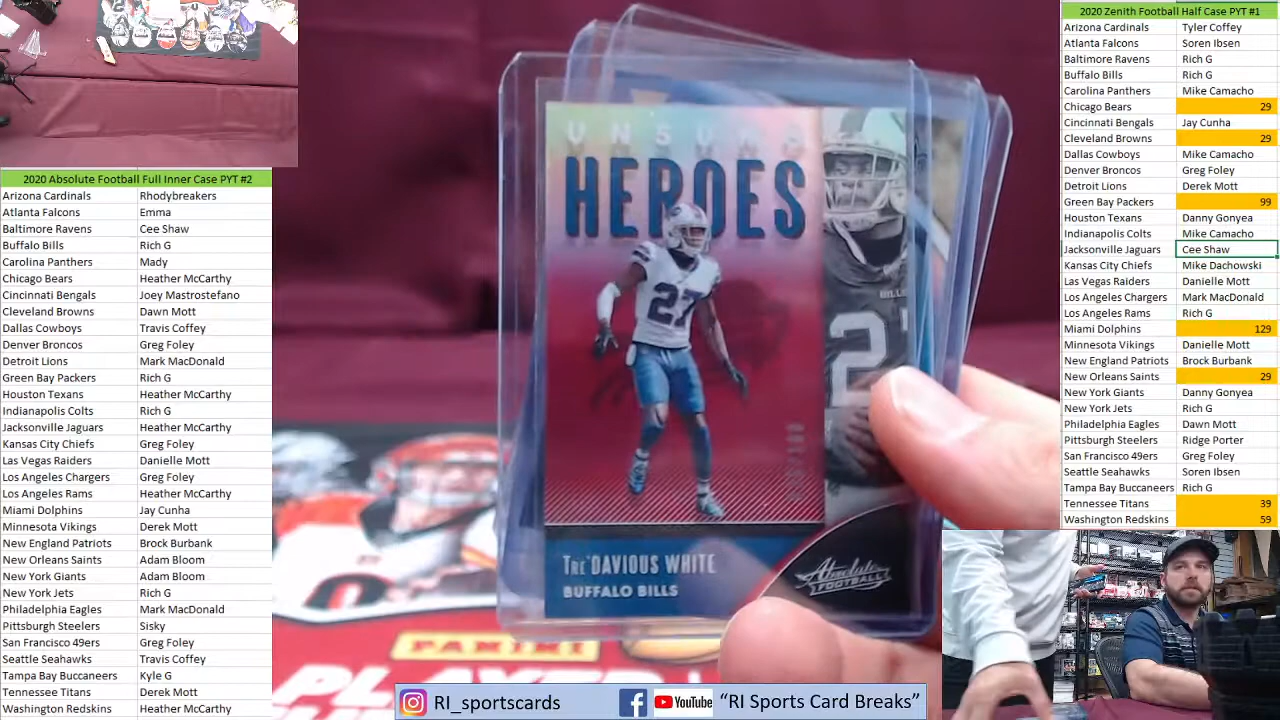 2020 Absolute Football Full Inner Case PYT #2
Arizona Cardinals Rhodybreakers
Atlanta Falcons Emma
Baltimore Ravens Cee Shaw
Buffalo Bills Rich G
Carolina Panthers Mady
Chicago Bears Heather McCarthy
Cincinnati Bengals Joey Mastrostefano
Cleveland Browns Dawn Mott
Dallas Cowboys Travis Coffey
Denver Broncos Greg Foley
Detroit Lions Mark MacDonald
Green Bay Packers Rich G
Houston Texans Heather McCarthy
Indianapolis Colts Rich G
Jacksonville Jaguars Heather McCarthy
Kansas City Chiefs Greg Foley
Las Vegas Raiders Danielle Mott
Los Angeles Chargers Greg Foley
Los Angeles Rams Heather McCarthy
Miami Dolphins Jay Cunha
Minnesota Vikings Derek Mott
New England Patriots Brock Burbank
New Orleans Saints Adam Bloom
New York Giants Adam Bloom
New York Jets Rich G
Philadelphia Eagles Mark MacDonald
Pittsburgh Steelers Sisky
San Francisco 49ers Greg Foley
Seattle Seahawks Travis Coffey
Tampa Bay Buccaneers Kyle G
Tennessee Titans Derek Mott
Washington Redskins Heather McCarthy
UNSUNG
HEROES
27
TRE'DAVIOUS WHITE
BUFFALO BILLS
Absolute
FOOTBALL
PANINI
RI_sportscards YouTube "RI Sports Card Breaks"
2020 Zenith Football Half Case PYT #1
Arizona Cardinals Tyler Coffey
Atlanta Falcons Soren Ibsen
Baltimore Ravens Rich G
Buffalo Bills Rich G
Carolina Panthers Mike Camacho
Chicago Bears 29
Cincinnati Bengals Jay Cunha
Cleveland Browns 29
Dallas Cowboys Mike Camacho
Denver Broncos Greg Foley
Detroit Lions Derek Mott
Green Bay Packers 99
Houston Texans Danny Gonyea
Indianapolis Colts Mike Camacho
Jacksonville Jaguars Cee Shaw
Kansas City Chiefs Mike Dachowski
Las Vegas Raiders Danielle Mott
Los Angeles Chargers Mark MacDonald
Los Angeles Rams Rich G
Miami Dolphins 129
Minnesota Vikings Danielle Mott
New England Patriots Brock Burbank
New Orleans Saints 29
New York Giants Danny Gonyea
New York Jets Rich G
Philadelphia Eagles Dawn Mott
Pittsburgh Steelers Ridge Porter
San Francisco 49ers Greg Foley
Seattle Seahawks Soren Ibsen
Tampa Bay Buccaneers Rich G
Tennessee Titans 39
Washington Redskins 59